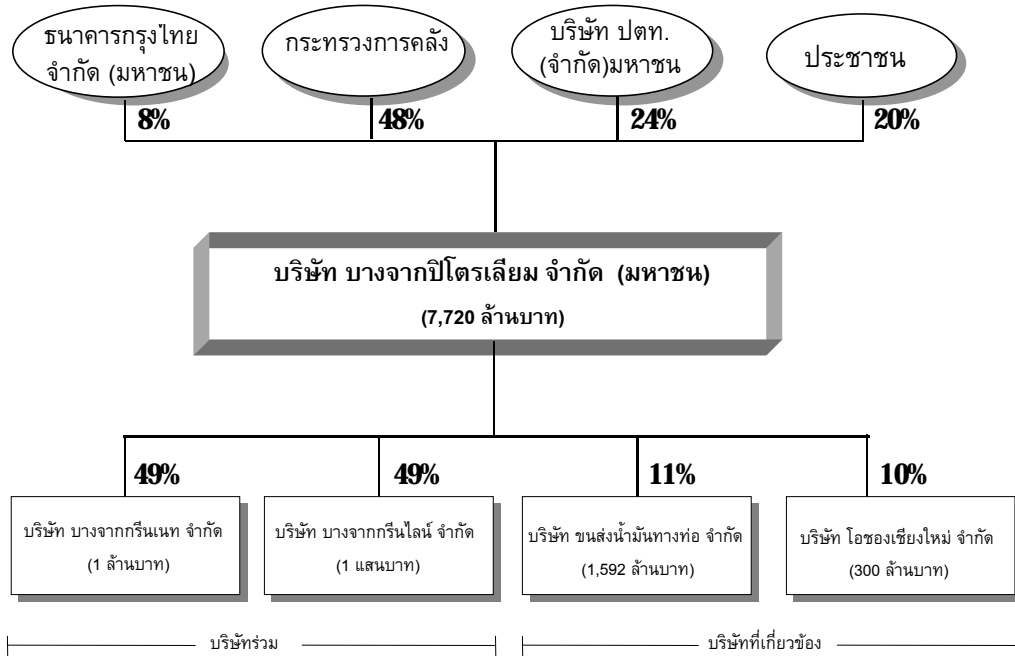 ธนาคารกรุงไทย
จำกัด (มหาชน)
กระทรวงการคลัง
บริษัท ปตท.
(จำกัด)มหาชน
ประชาชน
8%
48%
24%
20%
บริษัท บางจากปิโตรเลียม จำกัด (มหาชน)
(7,720 ล้านบาท)
49%
49%
11%
10%
บริษัท บางจากกรีนเนท จำกัด
(1 ล้านบาท)
บริษัท บางจากกรีนไลน์ จำกัด
(1 แสนบาท)
บริษัท ขนส่งน้ำมันทางท่อ จำกัด
(1,592 ล้านบาท)
บริษัท โอชองเชียงใหม่ จำกัด
(300 ล้านบาท)
บริษัทร่วม
บริษัทที่เกี่ยวข้อง